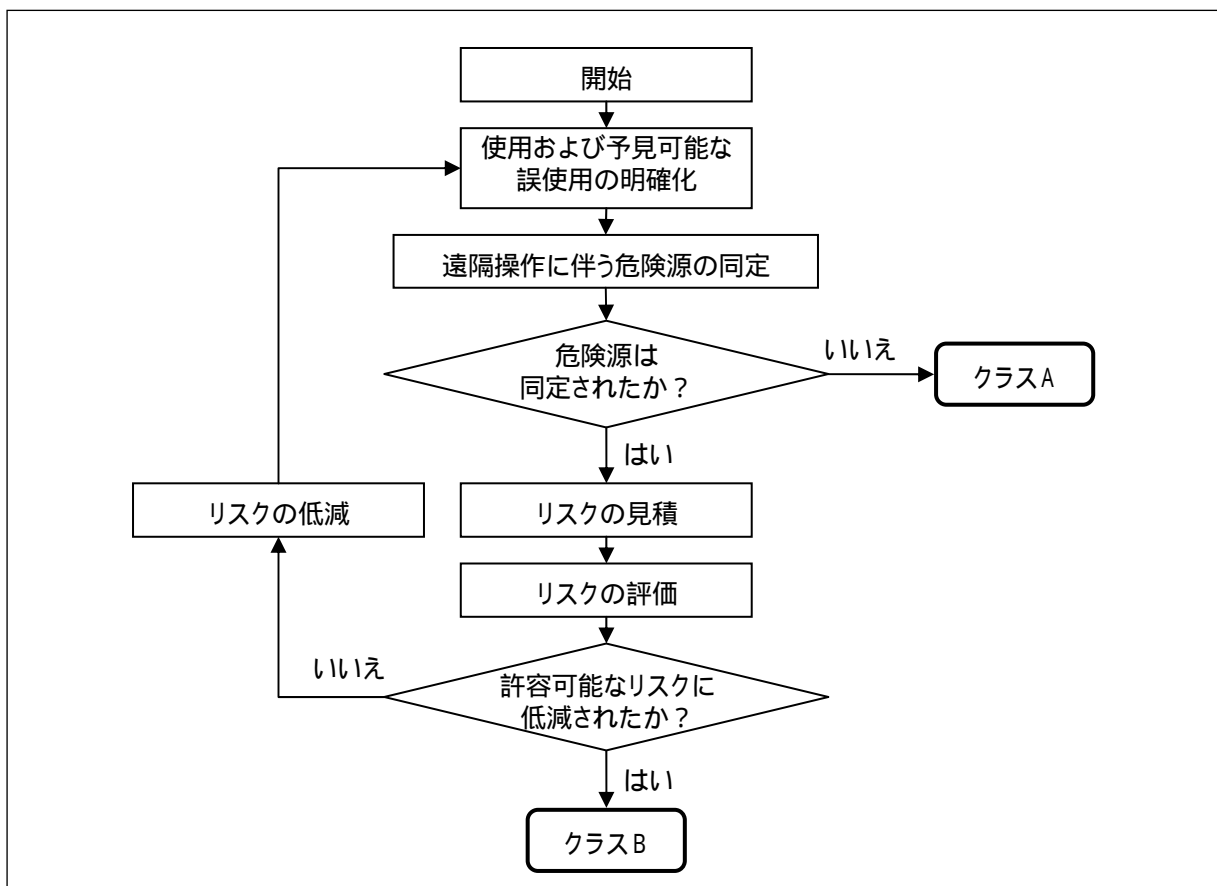 開始
使用および予見可能な
誤使用の明確化
遠隔操作に伴う危険源の同定
危険源は
同定されたか？
いいえ
クラスA
はい
リスクの低減
リスクの見積
リスクの評価
いいえ
許容可能なリスクに
低減されたか？
はい
クラスB